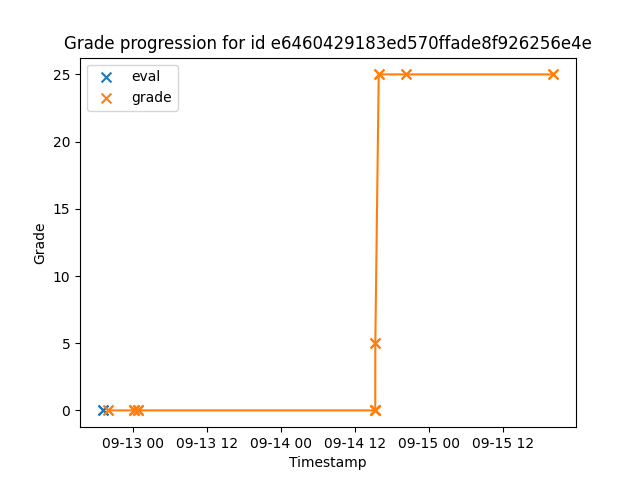 Grade progression for id e6460429183ed570ffade8f926256e4e
eval
grade
25
20
15
10
5
0
Grade
09-13 00
09-13 12
09-14 00
09-14 12
09-15 00
09-15 12
Timestamp